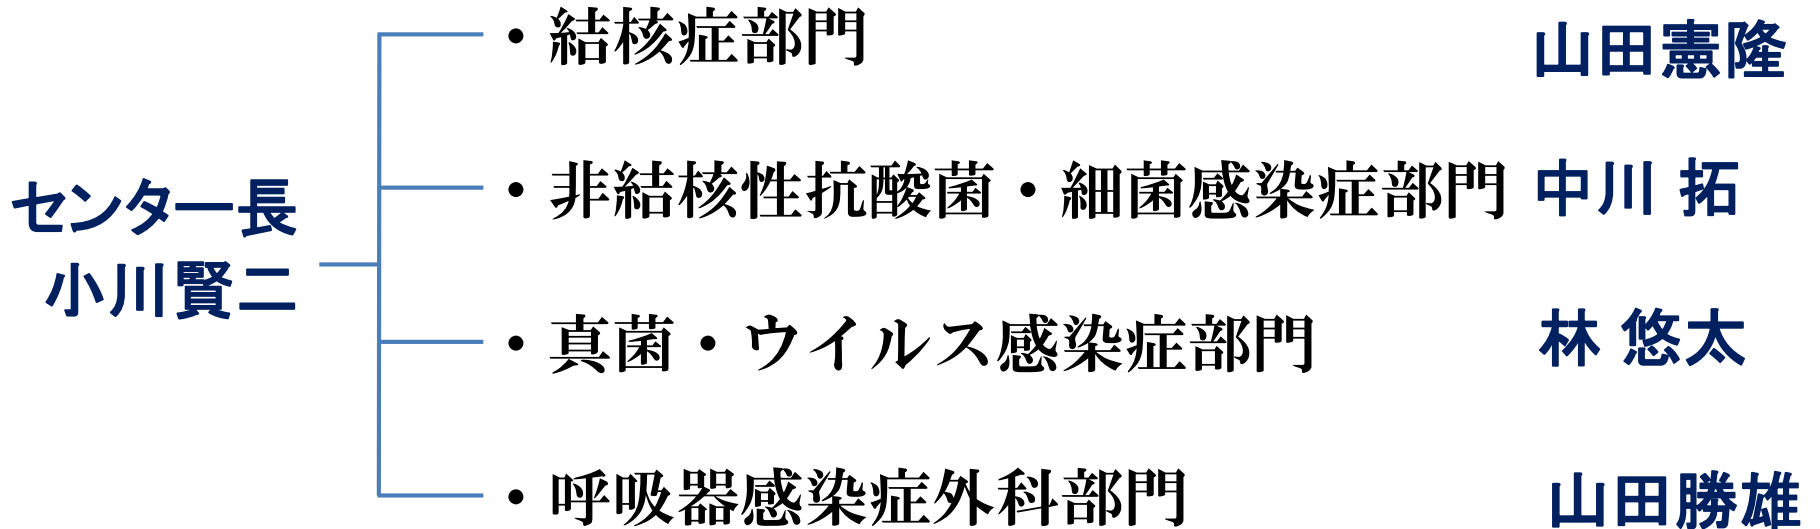 センター長
小川賢二
・結核症部門 山田憲隆
・非結核性抗酸菌・細菌感染症部門 中川 拓
・真菌・ウイルス感染症部門 林 悠太
・呼吸器感染症外科部門 山田勝雄